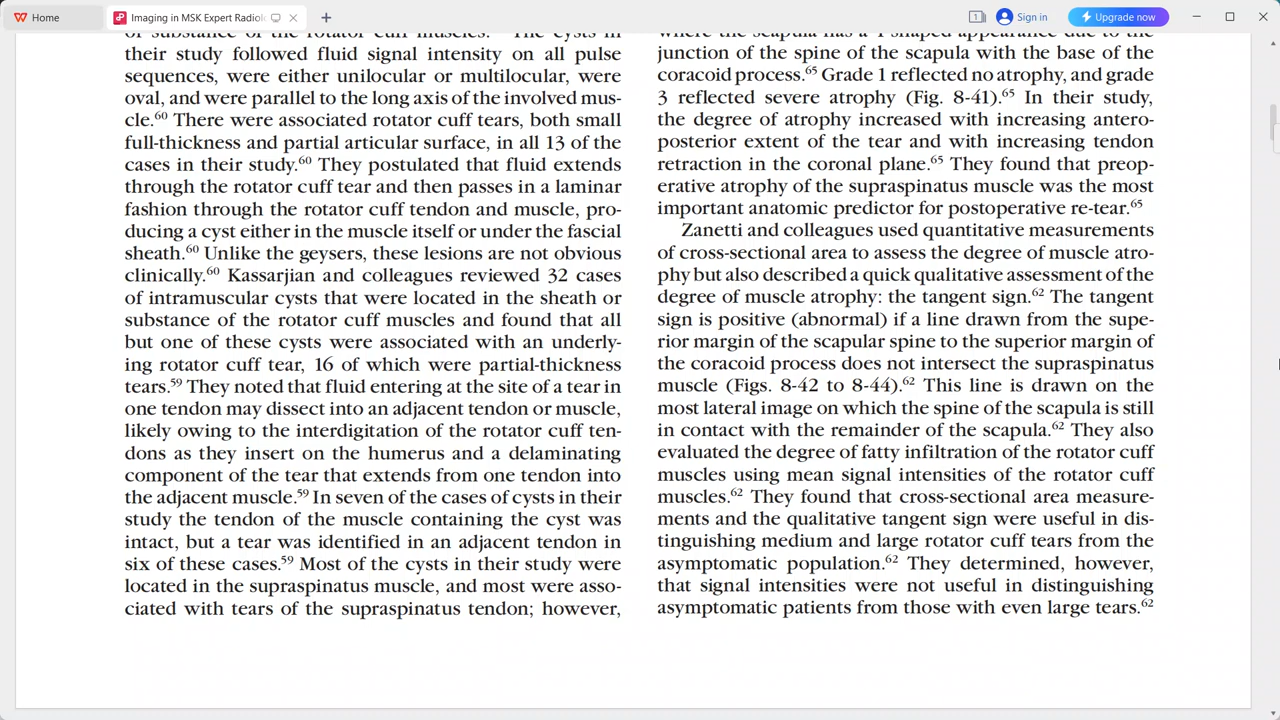 Home
Imaging in MSK Expert Radiol
Sign in
Upgrade now
of substance of the rotator cuff muscles. The cysts in
their study followed fluid signal intensity on all pulse
sequences, were either unilocular or multilocular, were
oval, and were parallel to the long axis of the involved mus-
cle.⁶⁰ There were associated rotator cuff tears, both small
full-thickness and partial articular surface, in all 13 of the
cases in their study.⁶⁰ They postulated that fluid extends
through the rotator cuff tear and then passes in a laminar
fashion through the rotator cuff tendon and muscle, pro-
ducing a cyst either in the muscle itself or under the fascial
sheath.⁶⁰ Unlike the geysers, these lesions are not obvious
clinically.⁶⁰ Kassarjian and colleagues reviewed 32 cases
of intramuscular cysts that were located in the sheath or
substance of the rotator cuff muscles and found that all
but one of these cysts were associated with an underly-
ing rotator cuff tear, 16 of which were partial-thickness
tears.⁵⁹ They noted that fluid entering at the site of a tear in
one tendon may dissect into an adjacent tendon or muscle,
likely owing to the interdigitation of the rotator cuff ten-
dons as they insert on the humerus and a delaminating
component of the tear that extends from one tendon into
the adjacent muscle.⁵⁹ In seven of the cases of cysts in their
study the tendon of the muscle containing the cyst was
intact, but a tear was identified in an adjacent tendon in
six of these cases.⁵⁹ Most of the cysts in their study were
located in the supraspinatus muscle, and most were asso-
ciated with tears of the supraspinatus tendon; however,
where the scapula has a Y-shaped appearance due to the
junction of the spine of the scapula with the base of the
coracoid process.⁶⁵ Grade 1 reflected no atrophy, and grade
3 reflected severe atrophy (Fig. 8-41).⁶⁵ In their study,
the degree of atrophy increased with increasing antero-
posterior extent of the tear and with increasing tendon
retraction in the coronal plane.⁶⁵ They found that preop-
erative atrophy of the supraspinatus muscle was the most
important anatomic predictor for postoperative re-tear.⁶⁵
Zanetti and colleagues used quantitative measurements
of cross-sectional area to assess the degree of muscle atro-
phy but also described a quick qualitative assessment of the
degree of muscle atrophy: the tangent sign.⁶² The tangent
sign is positive (abnormal) if a line drawn from the supe-
rior margin of the scapular spine to the superior margin of
the coracoid process does not intersect the supraspinatus
muscle (Figs. 8-42 to 8-44).⁶² This line is drawn on the
most lateral image on which the spine of the scapula is still
in contact with the remainder of the scapula.⁶² They also
evaluated the degree of fatty infiltration of the rotator cuff
muscles using mean signal intensities of the rotator cuff
muscles.⁶² They found that cross-sectional area measure-
ments and the qualitative tangent sign were useful in dis-
tinguishing medium and large rotator cuff tears from the
asymptomatic population.⁶² They determined, however,
that signal intensities were not useful in distinguishing
asymptomatic patients from those with even large tears.⁶²